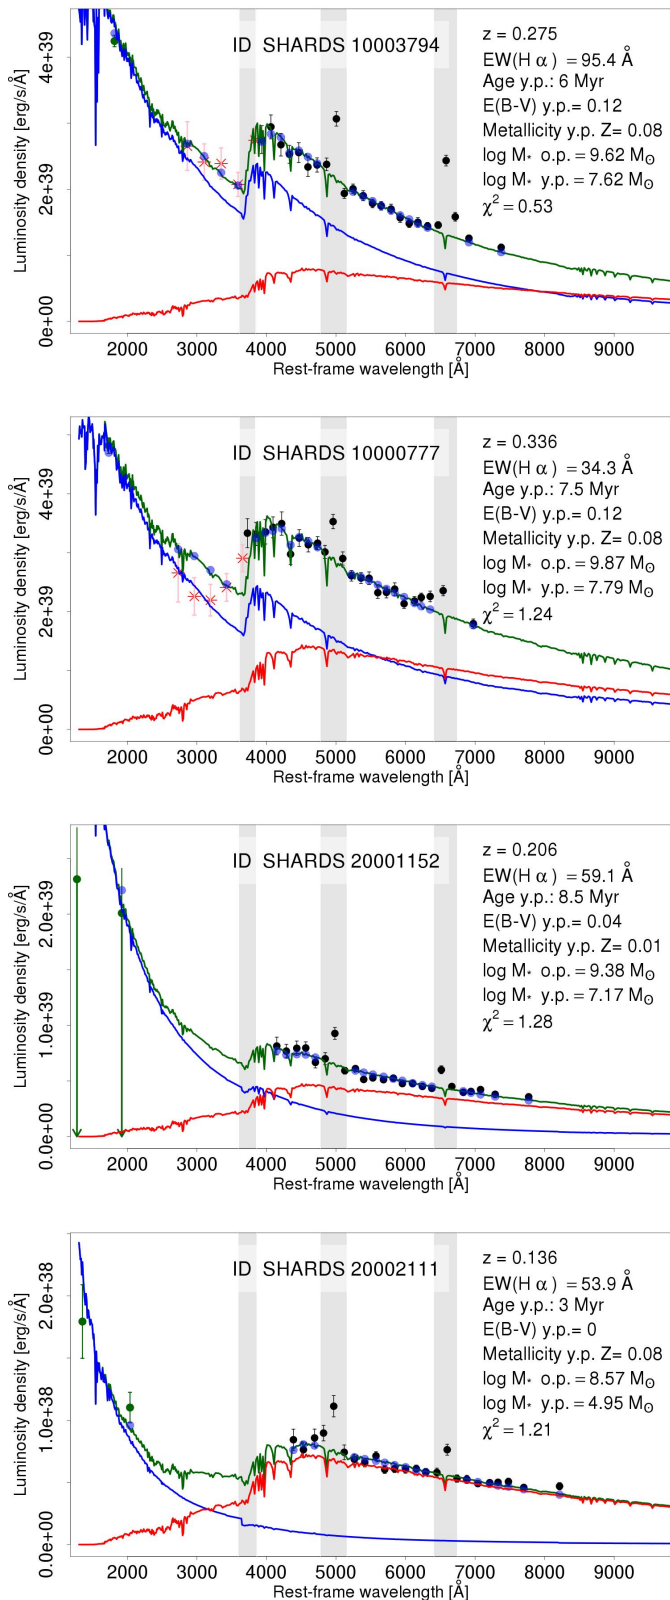 ID SHARDS 10003794
z = 0.275
EW(H α) = 95.4 Å
Age y.p.: 6 Myr
E(B-V) y.p. = 0.12
Metallicity y.p. Z= 0.08
log M* o.p. = 9.62 M⊙
log M* y.p. = 7.62 M⊙
χ² = 0.53
Luminosity density [erg/s/Å]
4e+39
2e+39
0e+00
2000 3000 4000 5000 6000 7000 8000 9000
Rest-frame wavelength [Å]
ID SHARDS 10000777
z = 0.336
EW(H α) = 34.3 Å
Age y.p.: 7.5 Myr
E(B-V) y.p. = 0.12
Metallicity y.p. Z= 0.08
log M* o.p. = 9.87 M⊙
log M* y.p. = 7.79 M⊙
χ² = 1.24
Luminosity density [erg/s/Å]
4e+39
2e+39
0e+00
2000 3000 4000 5000 6000 7000 8000 9000
Rest-frame wavelength [Å]
ID SHARDS 20001152
z = 0.206
EW(H α) = 59.1 Å
Age y.p.: 8.5 Myr
E(B-V) y.p. = 0.04
Metallicity y.p. Z= 0.01
log M* o.p. = 9.38 M⊙
log M* y.p. = 7.17 M⊙
χ² = 1.28
Luminosity density [erg/s/Å]
2.0e+39
1.0e+39
0.0e+00
2000 3000 4000 5000 6000 7000 8000 9000
Rest-frame wavelength [Å]
ID SHARDS 20002111
z = 0.136
EW(H α) = 53.9 Å
Age y.p.: 3 Myr
E(B-V) y.p.= 0
Metallicity y.p. Z= 0.08
log M* o.p. = 8.57 M⊙
log M* y.p. = 4.95 M⊙
χ² = 1.21
Luminosity density [erg/s/Å]
2.0e+38
1.0e+38
0.0e+00
2000 3000 4000 5000 6000 7000 8000 9000
Rest-frame wavelength [Å]